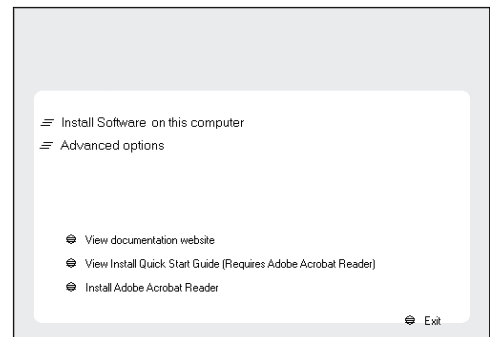 Install Software on this computer
Advanced options
View documentation website
View Install Quick Start Guide (Requires Adobe Acrobat Reader)
Install Adobe Acrobat Reader
Exit